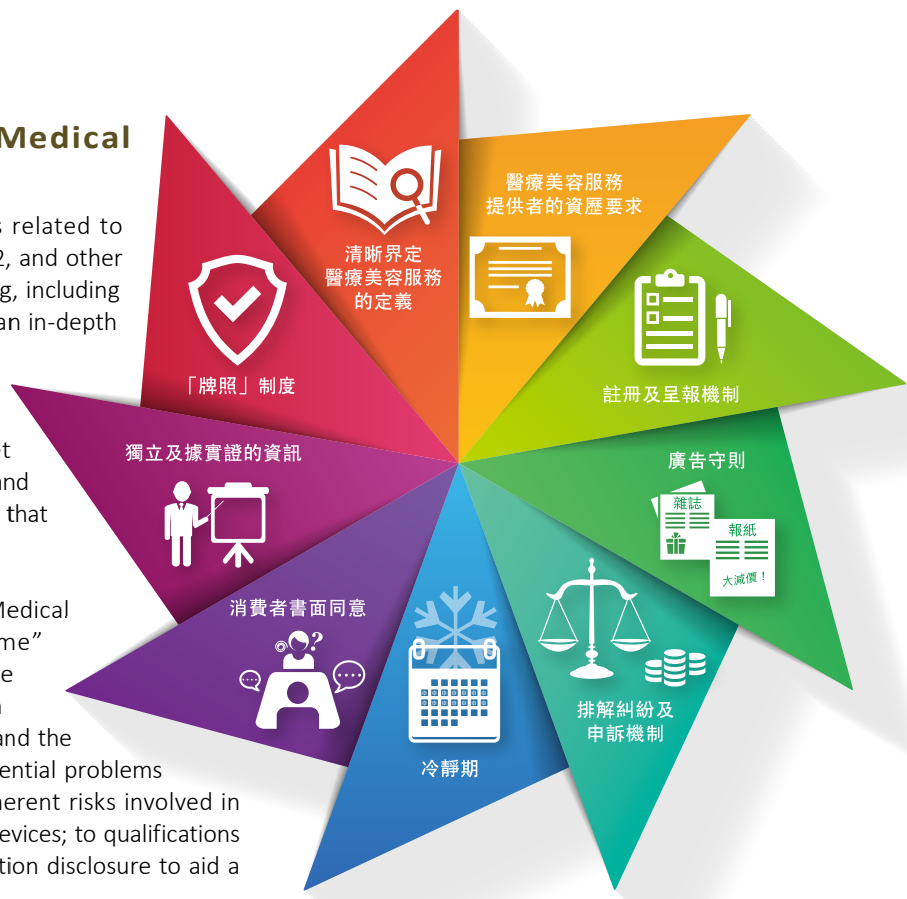 Medical
s related to
2, and other
g, including
an in-depth
et
and
that
Medical
me”
e
n
and the
ential problems
erent risks involved in
evices; to qualifications
tion disclosure to aid a
清晰界定
醫療美容服務
的定義
醫療美容服務
提供者的資歷要求
註冊及呈報機制
廣告守則
雜誌
報紙
大減價！
排解糾紛及
申訴機制
冷靜期
消費者書面同意
獨立及據實證的資訊
「牌照」制度